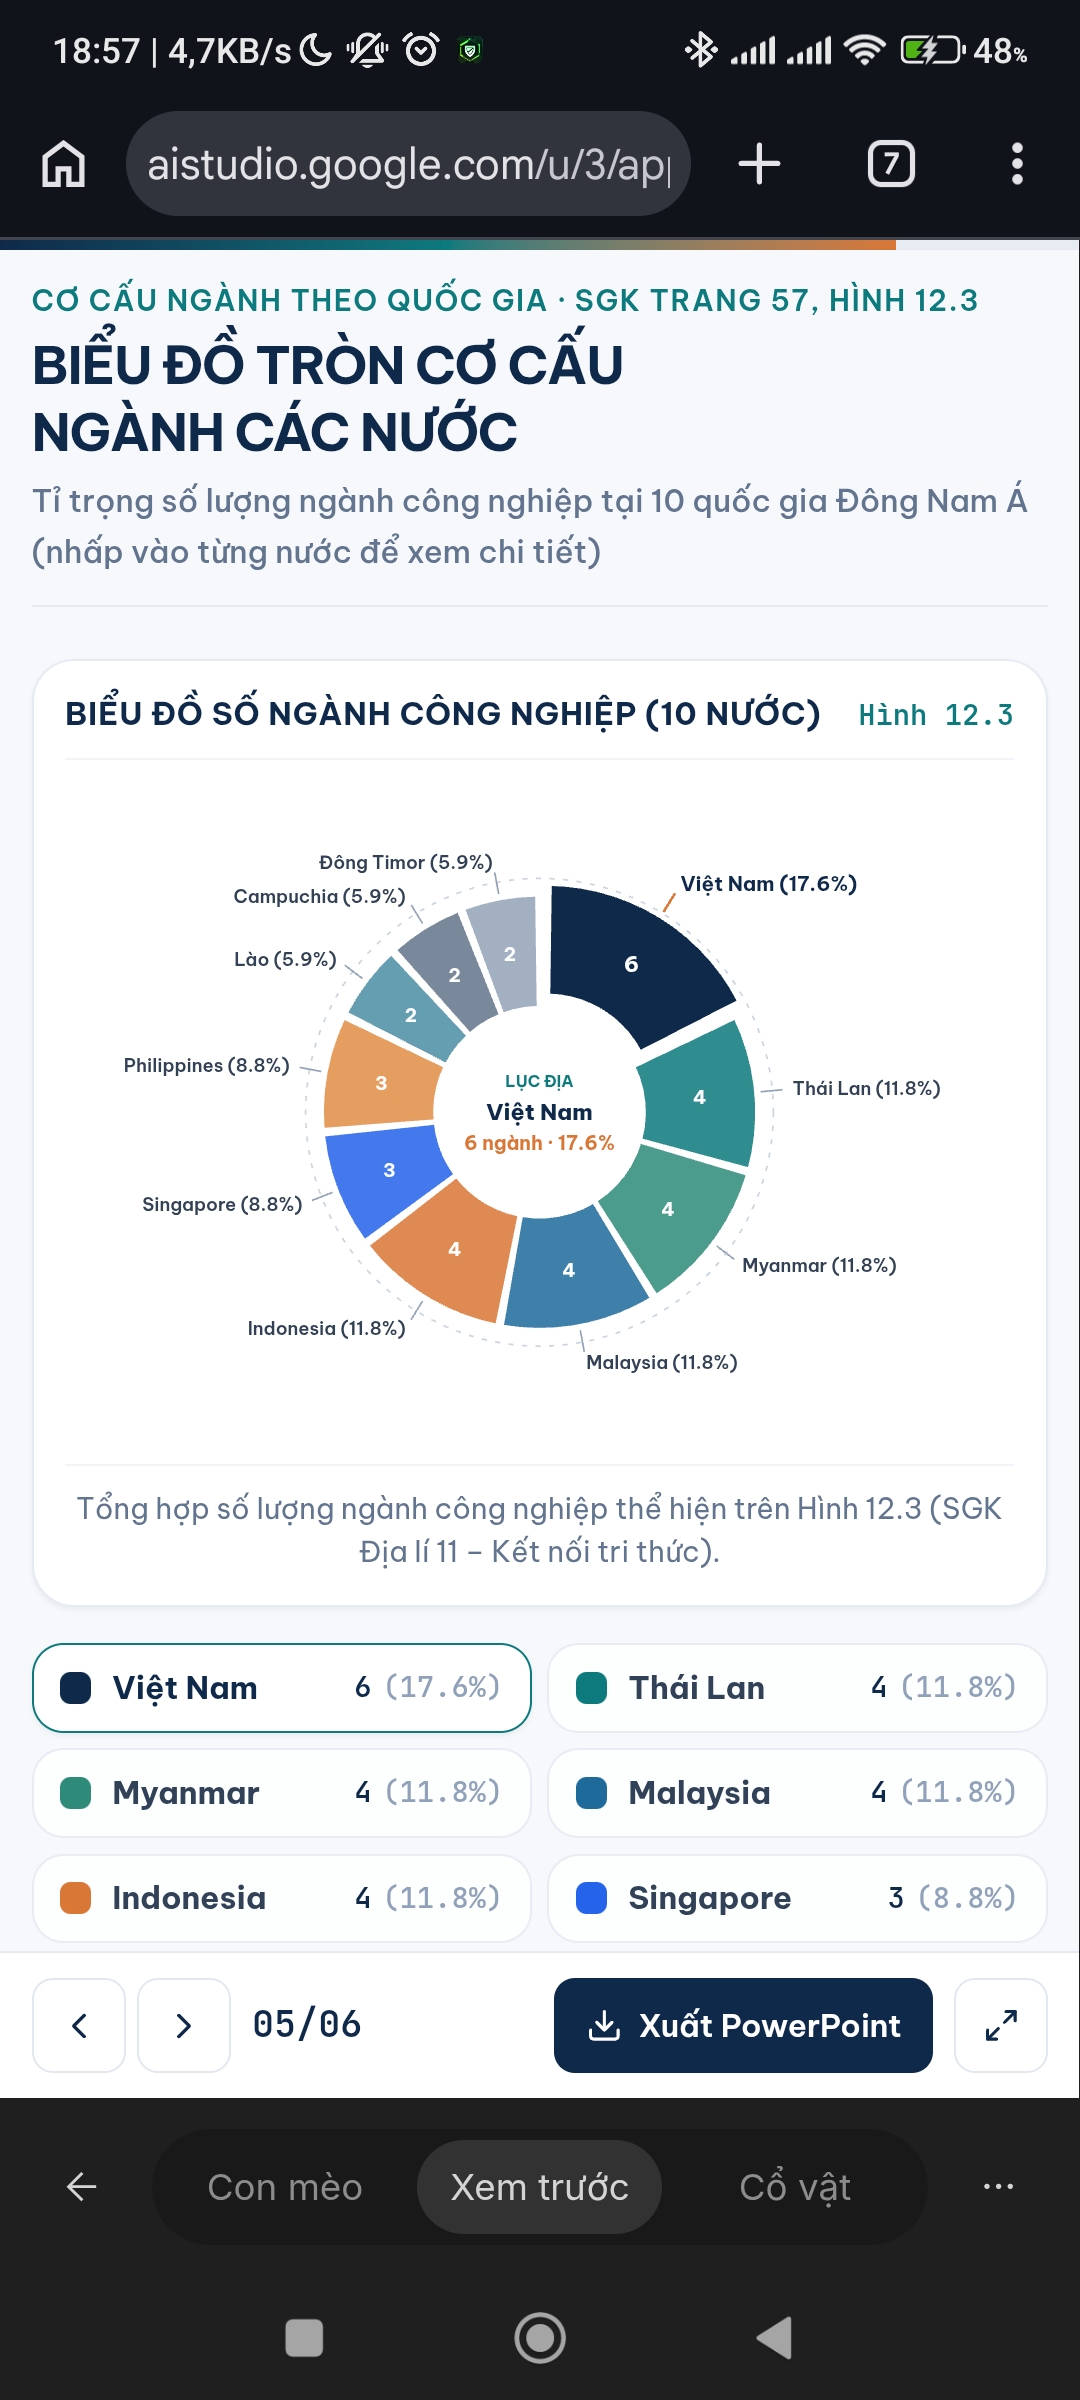 18:57 | 4,7KB/s
48%
aistudio.google.com/u/3/ap
7
CƠ CẤU NGÀNH THEO QUỐC GIA · SGK TRANG 57, HÌNH 12.3
BIỂU ĐỒ TRÒN CƠ CẤU
NGÀNH CÁC NƯỚC
Tỉ trọng số lượng ngành công nghiệp tại 10 quốc gia Đông Nam Á
(nhấp vào từng nước để xem chi tiết)
BIỂU ĐỒ SỐ NGÀNH CÔNG NGHIỆP (10 NƯỚC)
Hình 12.3
Đông Timor (5.9%)
Việt Nam (17.6%)
Campuchia (5.9%)
Lào (5.9%)
2
6
2
2
Philippines (8.8%)
3
LỤC ĐỊA
Việt Nam
6 ngành · 17.6%
4
Thái Lan (11.8%)
Singapore (8.8%)
3
4
4
4
Myanmar (11.8%)
Indonesia (11.8%)
Malaysia (11.8%)
Tổng hợp số lượng ngành công nghiệp thể hiện trên Hình 12.3 (SGK
Địa lí 11 – Kết nối tri thức).
Việt Nam 6 (17.6%)
Thái Lan 4 (11.8%)
Myanmar 4 (11.8%)
Malaysia 4 (11.8%)
Indonesia 4 (11.8%)
Singapore 3 (8.8%)
05/06
Xuất PowerPoint
Con mèo
Xem trước
Cổ vật